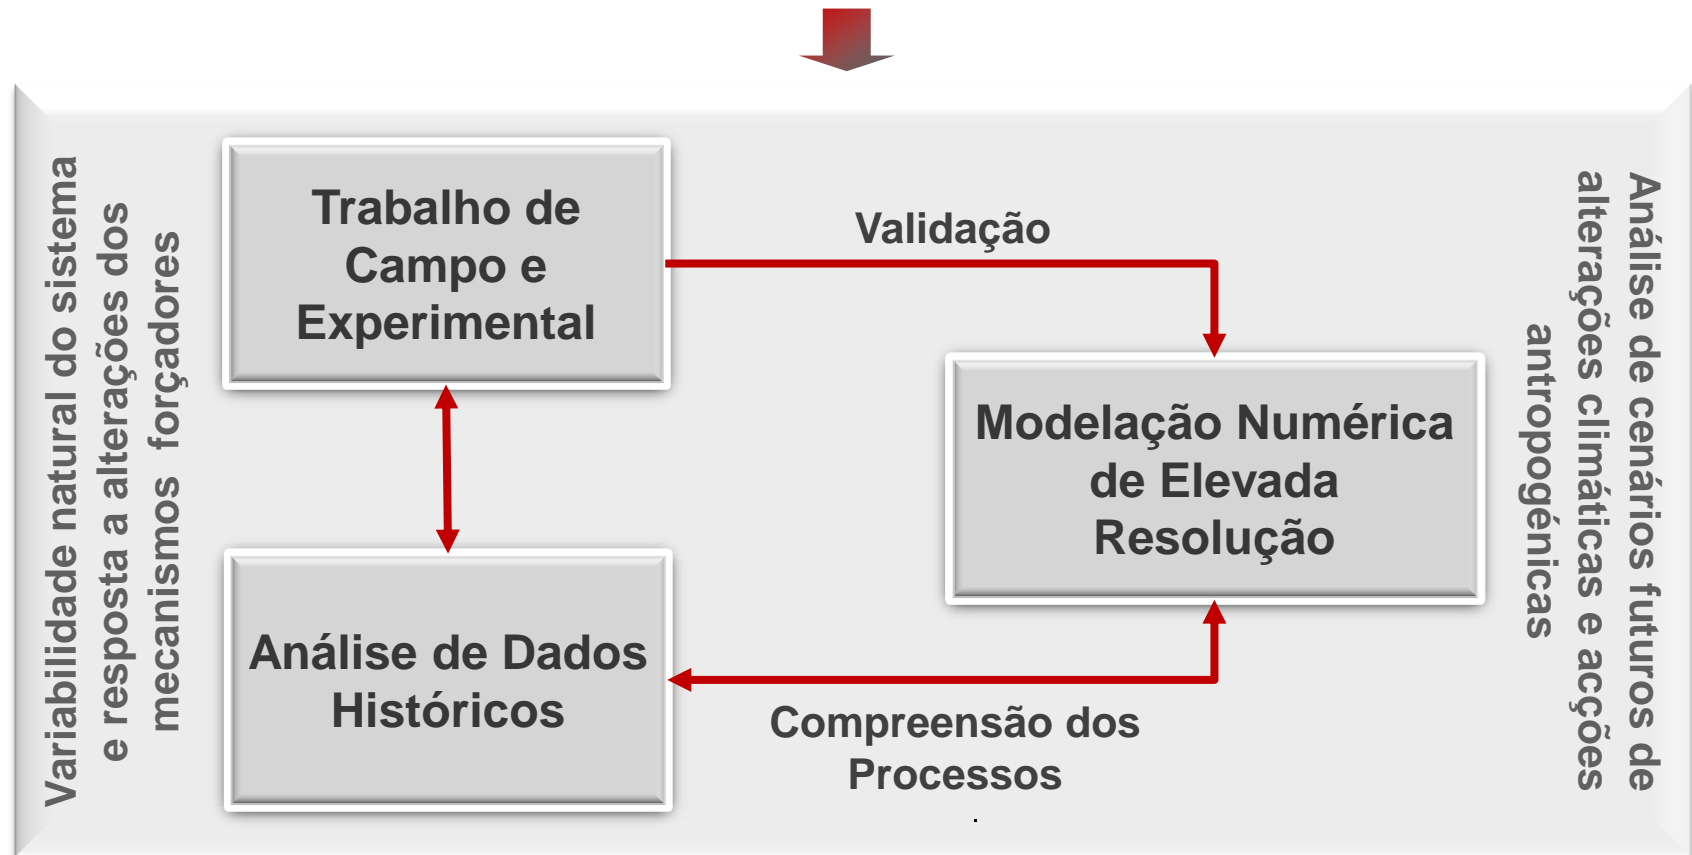 Variabilidade natural do sistema
e resposta a alterações dos
mecanismos forçadores
Trabalho de
Campo e
Experimental
Validação
Modelação Numérica
de Elevada
Resolução
Análise de Dados
Históricos
Compreensão dos
Processos
.
Análise de cenários futuros de
alterações climáticas e acções
antropogénicas